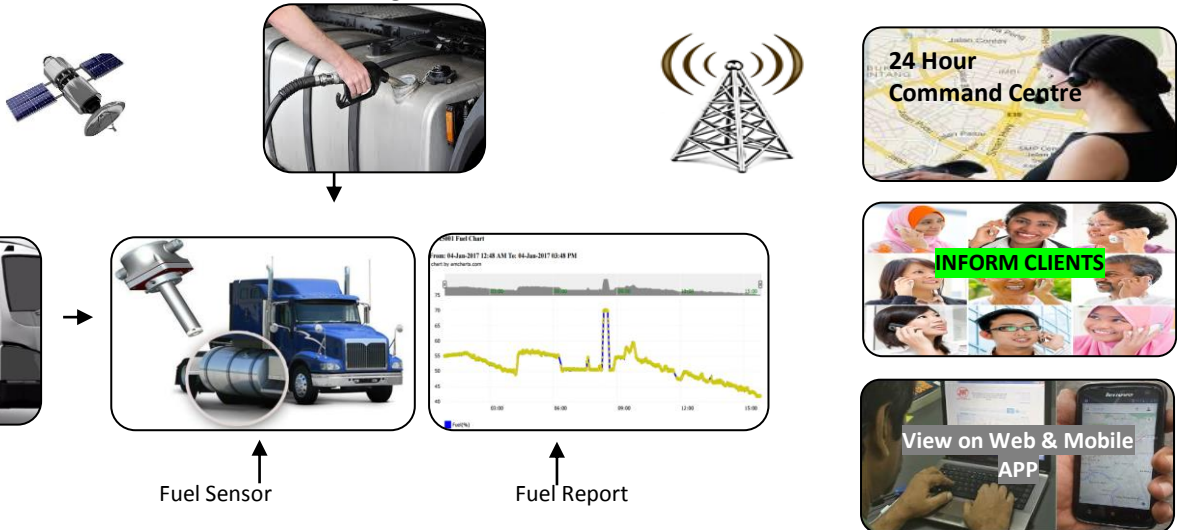 24 Hour
Command Centre
INFORM CLIENTS
Fuel Chart
From: 04-Jan-2017 12:48 AM To: 04-Jan-2017 03:48 PM
chart by amcharts.com
75
70
65
60
55
50
45
40
03:00
06:00
09:00
12:00
15:00
Fuel(%)
View on Web & Mobile
APP
Fuel Sensor
Fuel Report